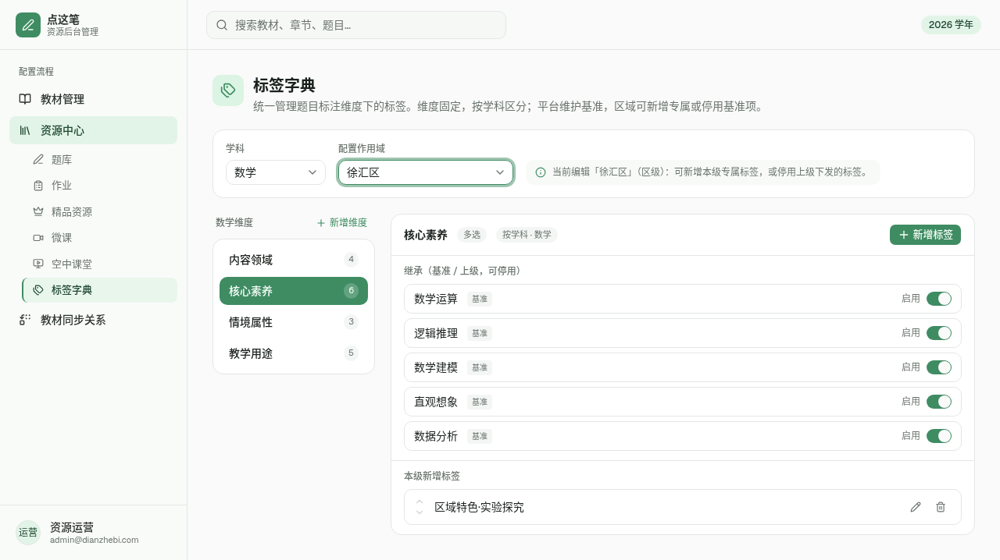 点这笔
资源后台管理
搜索教材、章节、题目...
2026 学年
配置流程
教材管理
资源中心
题库
作业
精品资源
微课
空中课堂
标签字典
教材同步关系
运营
资源运营
admin@dianzhebi.com
标签字典
统一管理题目标注维度下的标签。维度固定，按学科区分；平台维护基准，区域可新增专属或停用基准项。
学科
数学
配置作用域
徐汇区
当前编辑「徐汇区」（区级）：可新增本级专属标签，或停用上级下发的标签。
数学维度
新增维度
内容领域 4
核心素养 6
情境属性 3
教学用途 5
核心素养 多选 按学科 · 数学
新增标签
继承（基准 / 上级，可停用）
数学运算 基准 启用
逻辑推理 基准 启用
数学建模 基准 启用
直观想象 基准 启用
数据分析 基准 启用
本级新增标签
区域特色·实验探究